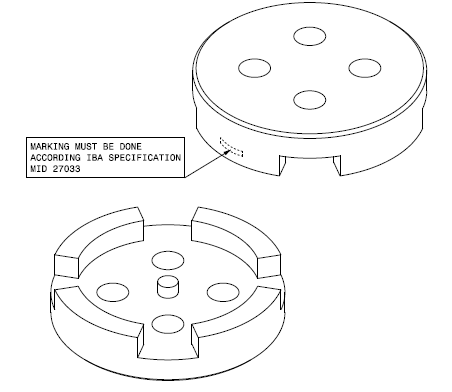 MARKING MUST BE DONE
ACCORDING IBA SPECIFICATION
MID 27033